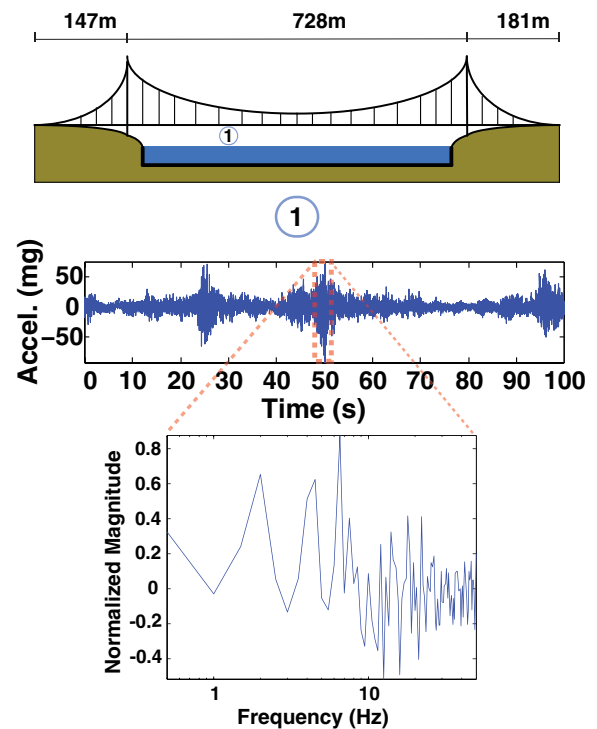 147m 728m 181m
1
1
Accel. (mg)
50
0
−50
0 10 20 30 40 50 60 70 80 90 100
Time (s)
Normalized Magnitude
0.8
0.6
0.4
0.2
0
-0.2
-0.4
1 10
Frequency (Hz)